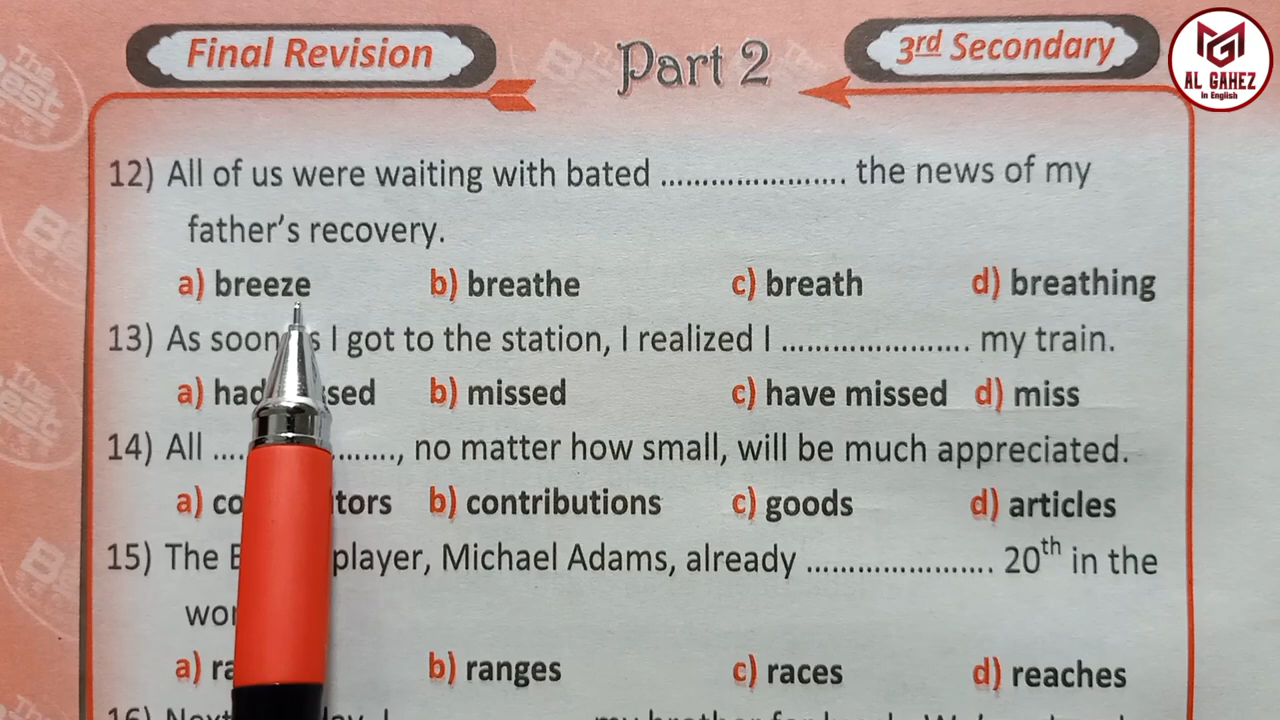 Final Revision
Part 2
3rd Secondary
AL GAHEZ
in English
12) All of us were waiting with bated ...................... the news of my
father's recovery.
a) breeze b) breathe c) breath d) breathing
13) As soon I got to the station, I realized I ...................... my train.
a) b) missed c) have missed d) miss
14) All ......................, no matter how small, will be much appreciated.
a) b) contributions c) goods d) articles
15) The player, Michael Adams, already ...................... 20th in the
a) b) ranges c) races d) reaches
my brother for